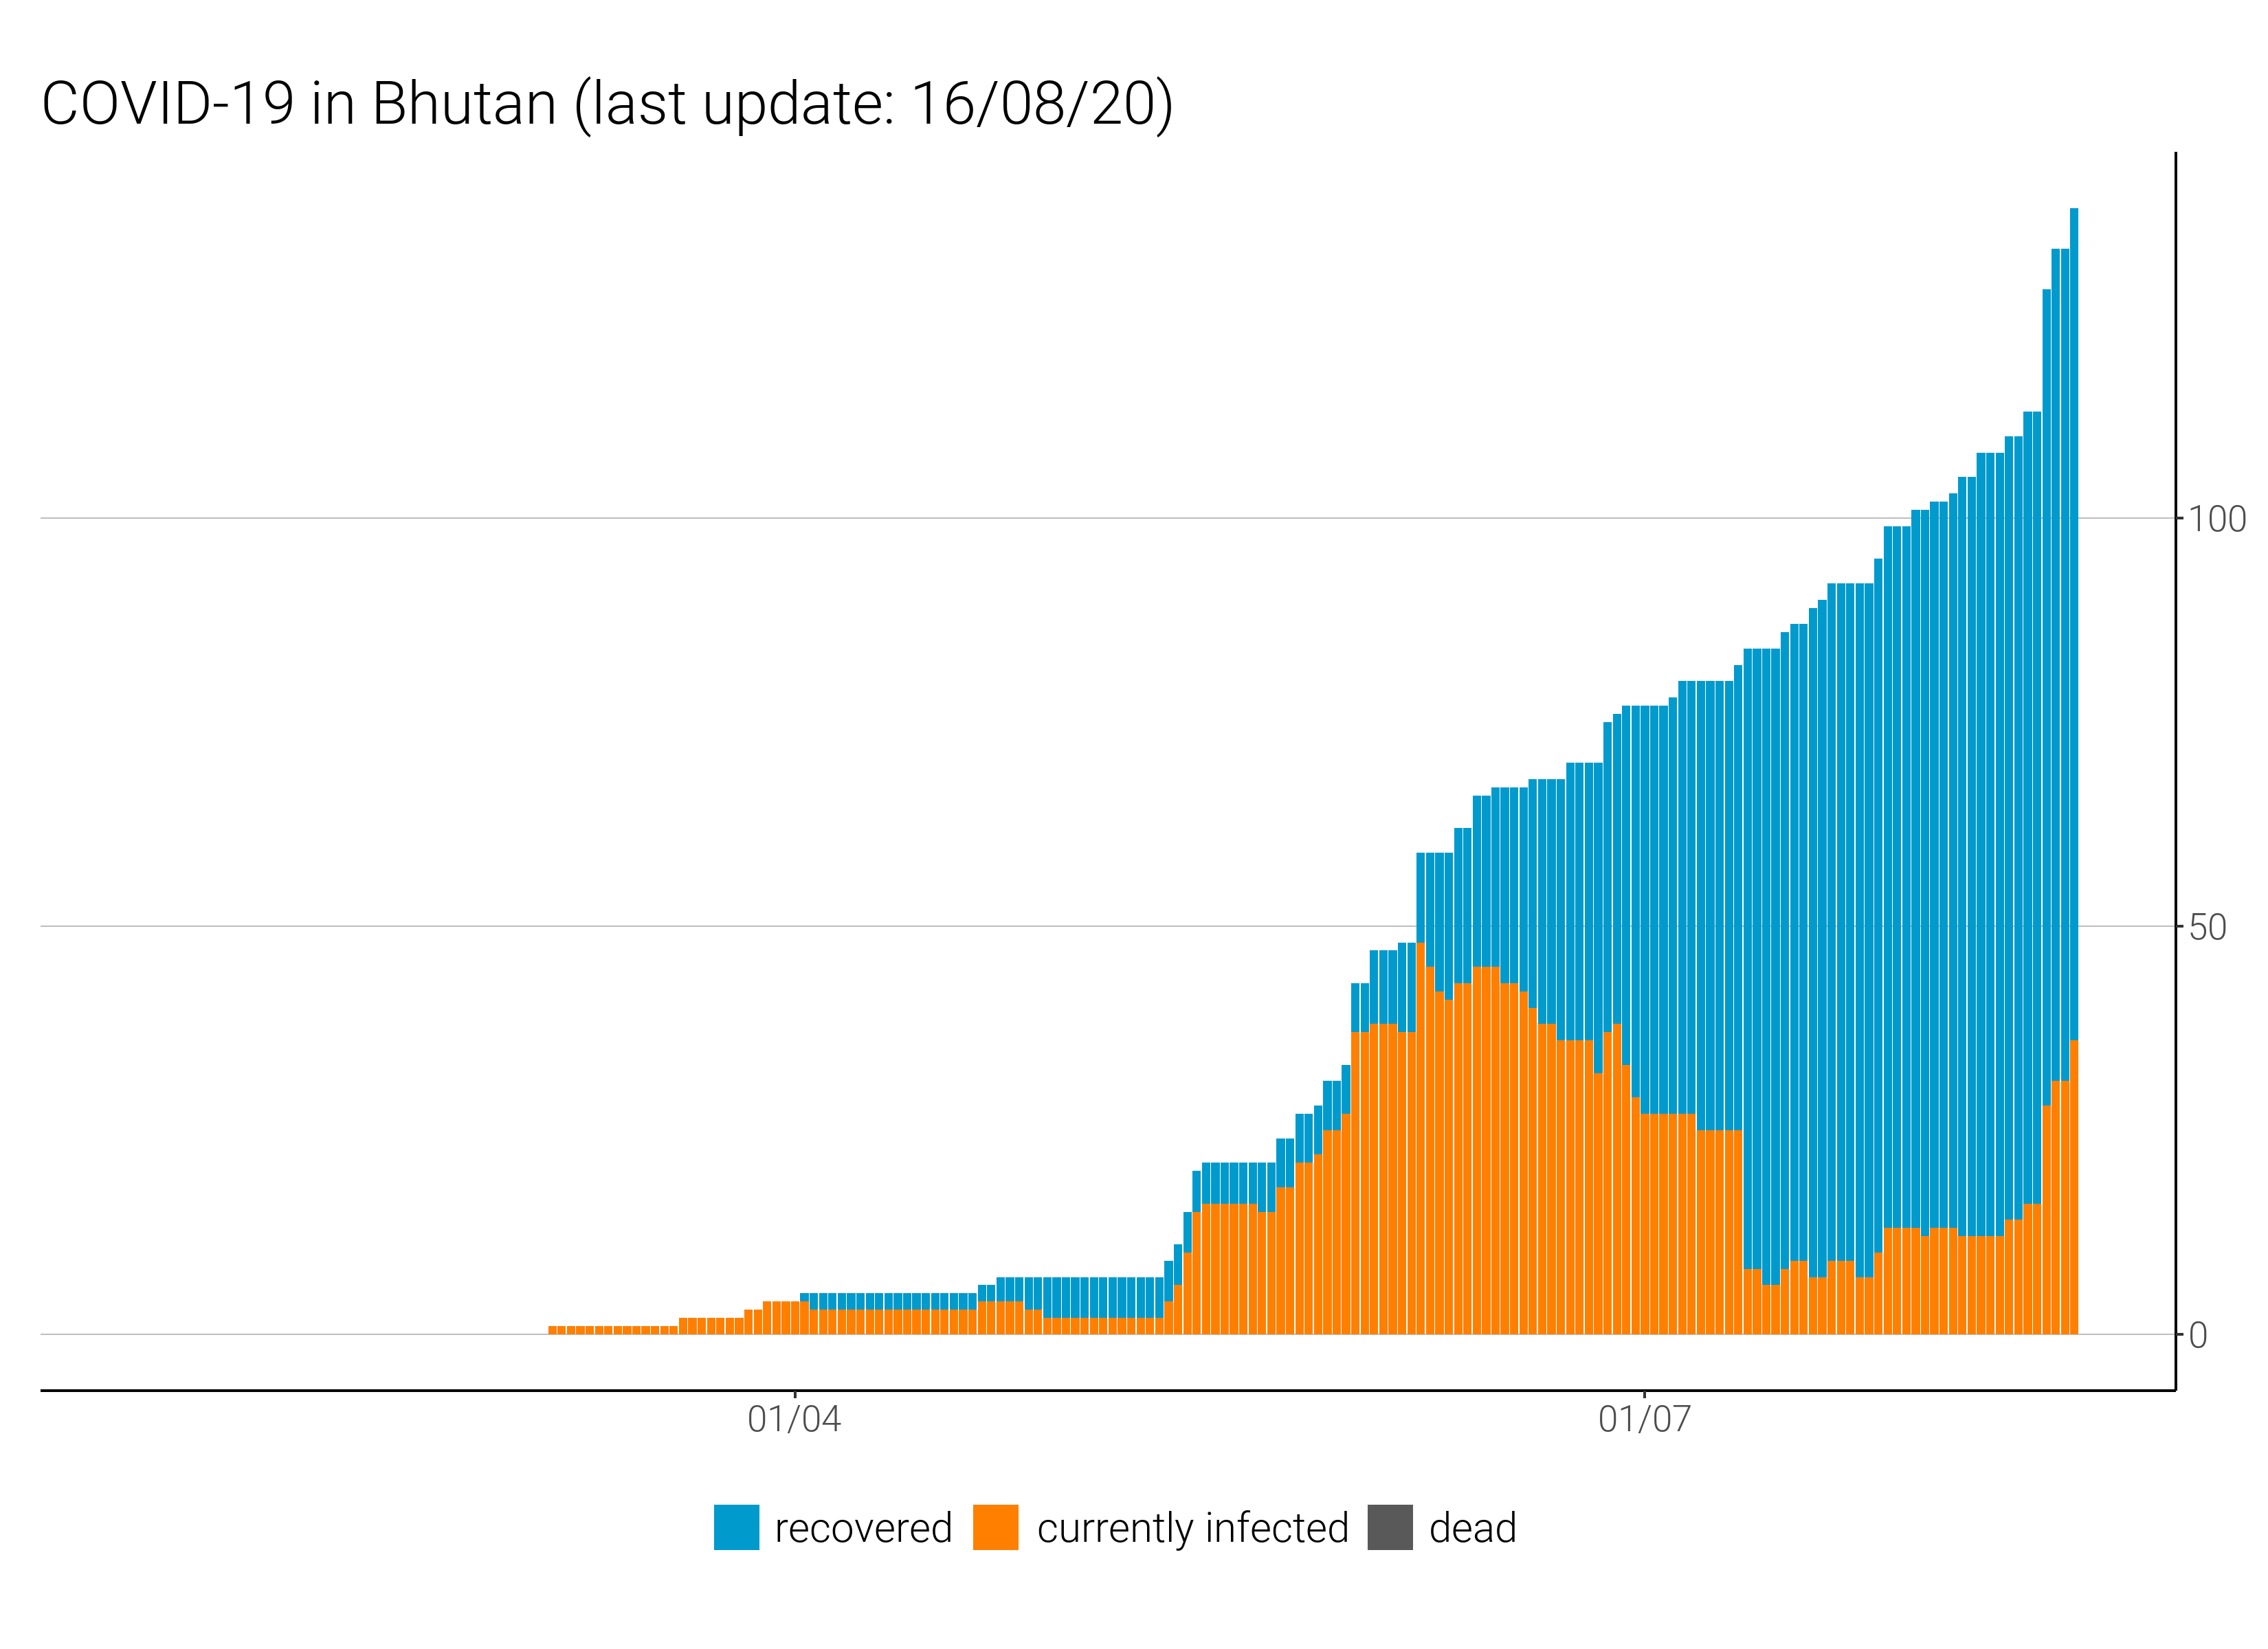 COVID-19 in Bhutan (last update: 16/08/20)
100
50
0
01/04 01/07
recovered currently infected dead